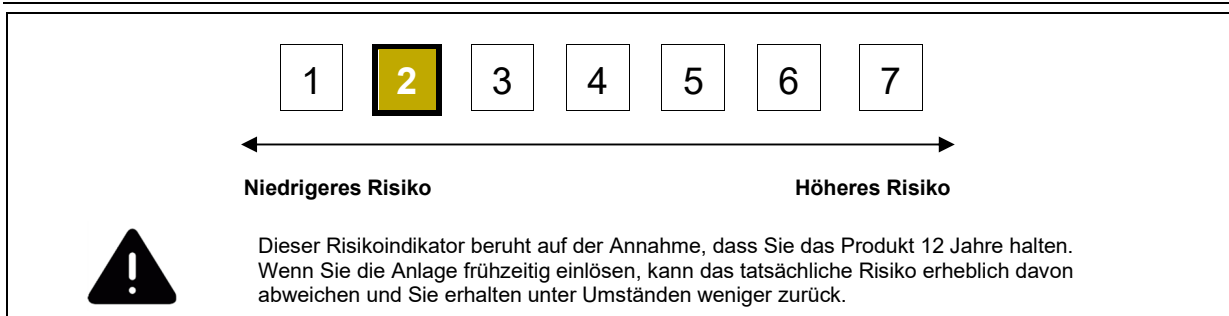 1 2 3 4 5 6 7
Niedrigeres Risiko Höheres Risiko
Dieser Risikoindikator beruht auf der Annahme, dass Sie das Produkt 12 Jahre halten.
Wenn Sie die Anlage frühzeitig einlösen, kann das tatsächliche Risiko erheblich davon
abweichen und Sie erhalten unter Umständen weniger zurück.